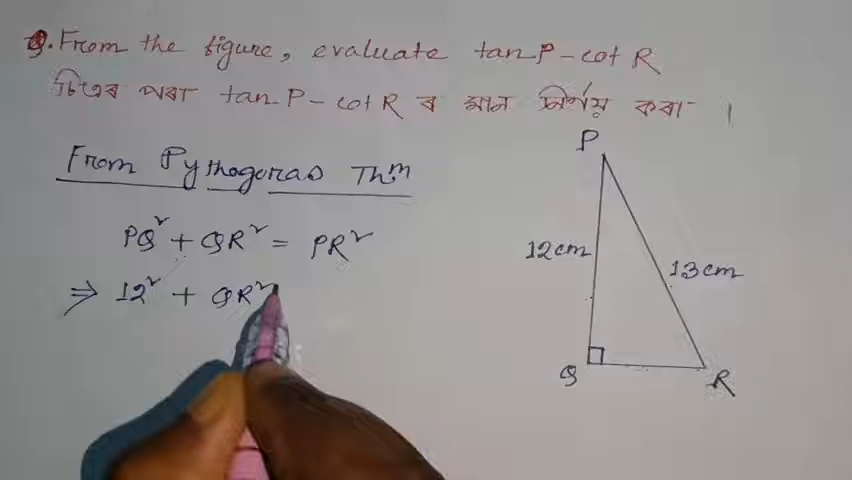 Q. From the figure, evaluate tan P - cot R
চিত্ৰৰ পৰা tan P - cot R ৰ মান নিৰ্ণয় কৰা ।
From Pythagoras Thm
PQ² + QR² = PR²
⇒ 12² + QR²
P
12cm
13cm
Q
R